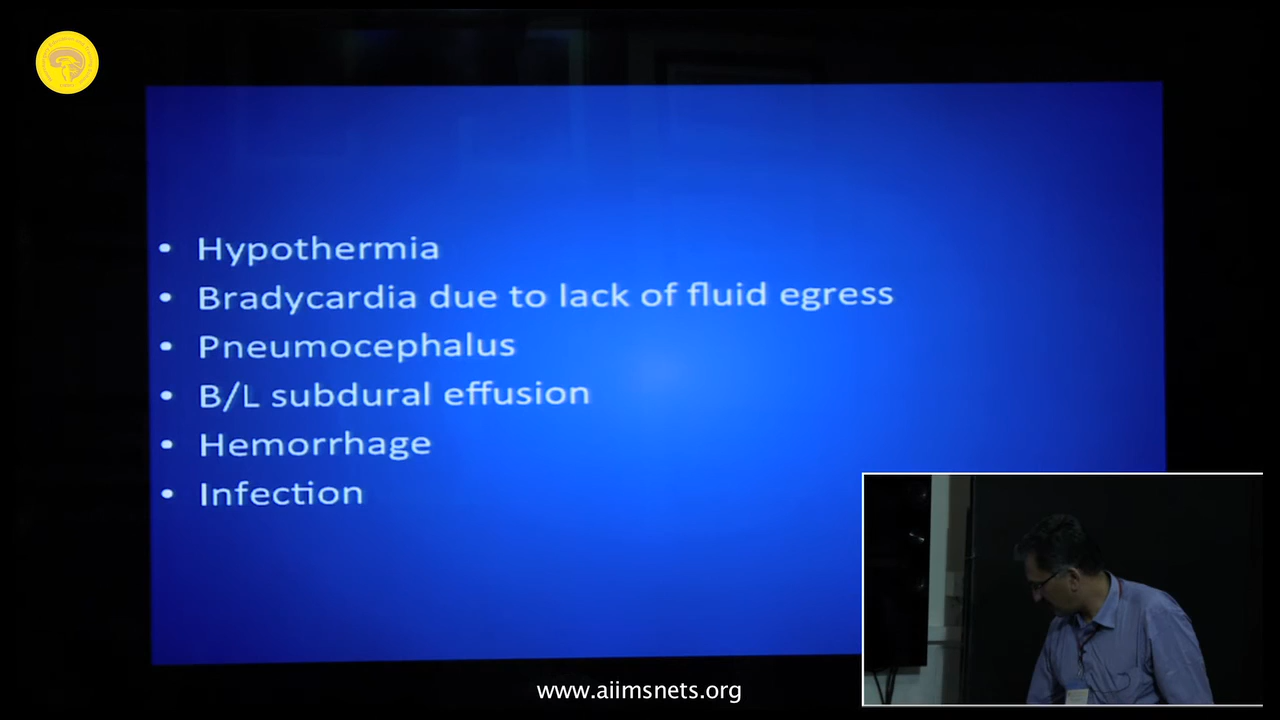 • Hypothermia
• Bradycardia due to lack of fluid egress
• Pneumocephalus
• B/L subdural effusion
• Hemorrhage
• Infection
www.aiimsnets.org